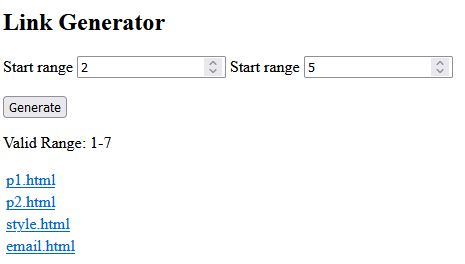 Link Generator
Start range 2 Start range 5
Generate
Valid Range: 1-7
p1.html
p2.html
style.html
email.html